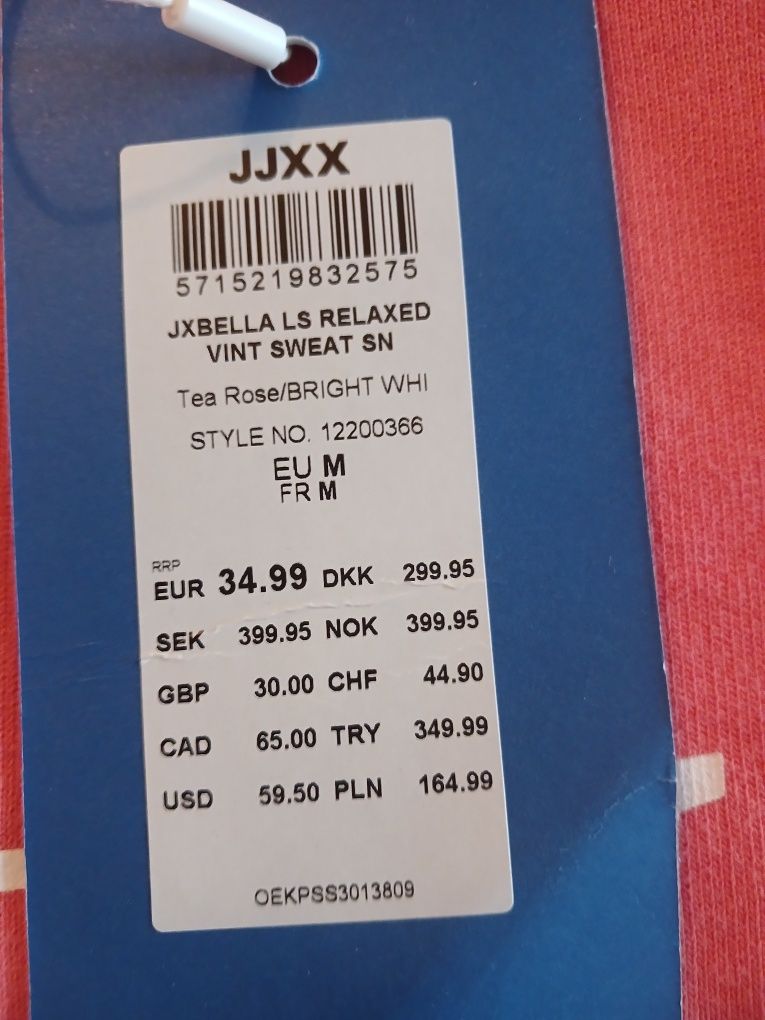 JJXX
5715219832575
JXBELLA LS RELAXED
VINT SWEAT SN
Tea Rose/BRIGHT WHI
STYLE NO. 12200366
EU M
FR M
RRP
EUR 34.99 DKK 299.95
SEK 399.95 NOK 399.95
GBP 30.00 CHF 44.90
CAD 65.00 TRY 349.99
USD 59.50 PLN 164.99
OEKPSS3013809